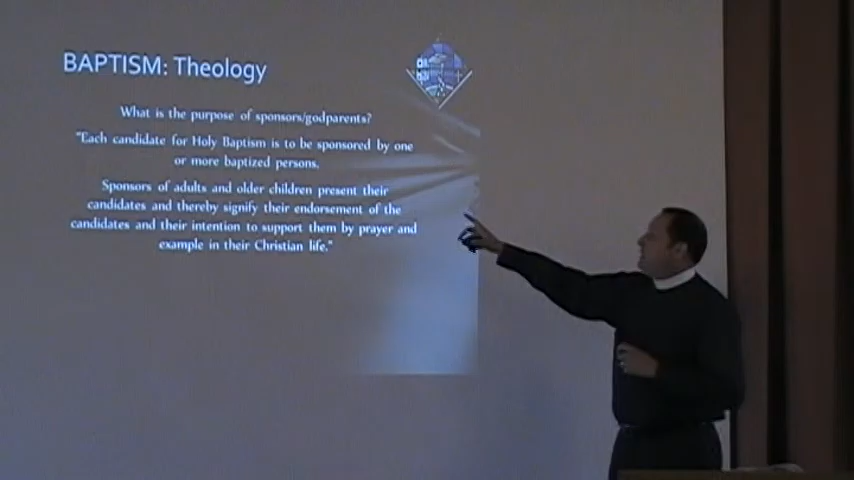 BAPTISM: Theology
What is the purpose of sponsors/godparents?
"Each candidate for Holy Baptism is to be sponsored by one
or more baptized persons.
Sponsors of adults and older children present their
candidates and thereby signify their endorsement of the
candidates and their intention to support them by prayer and
example in their Christian life."